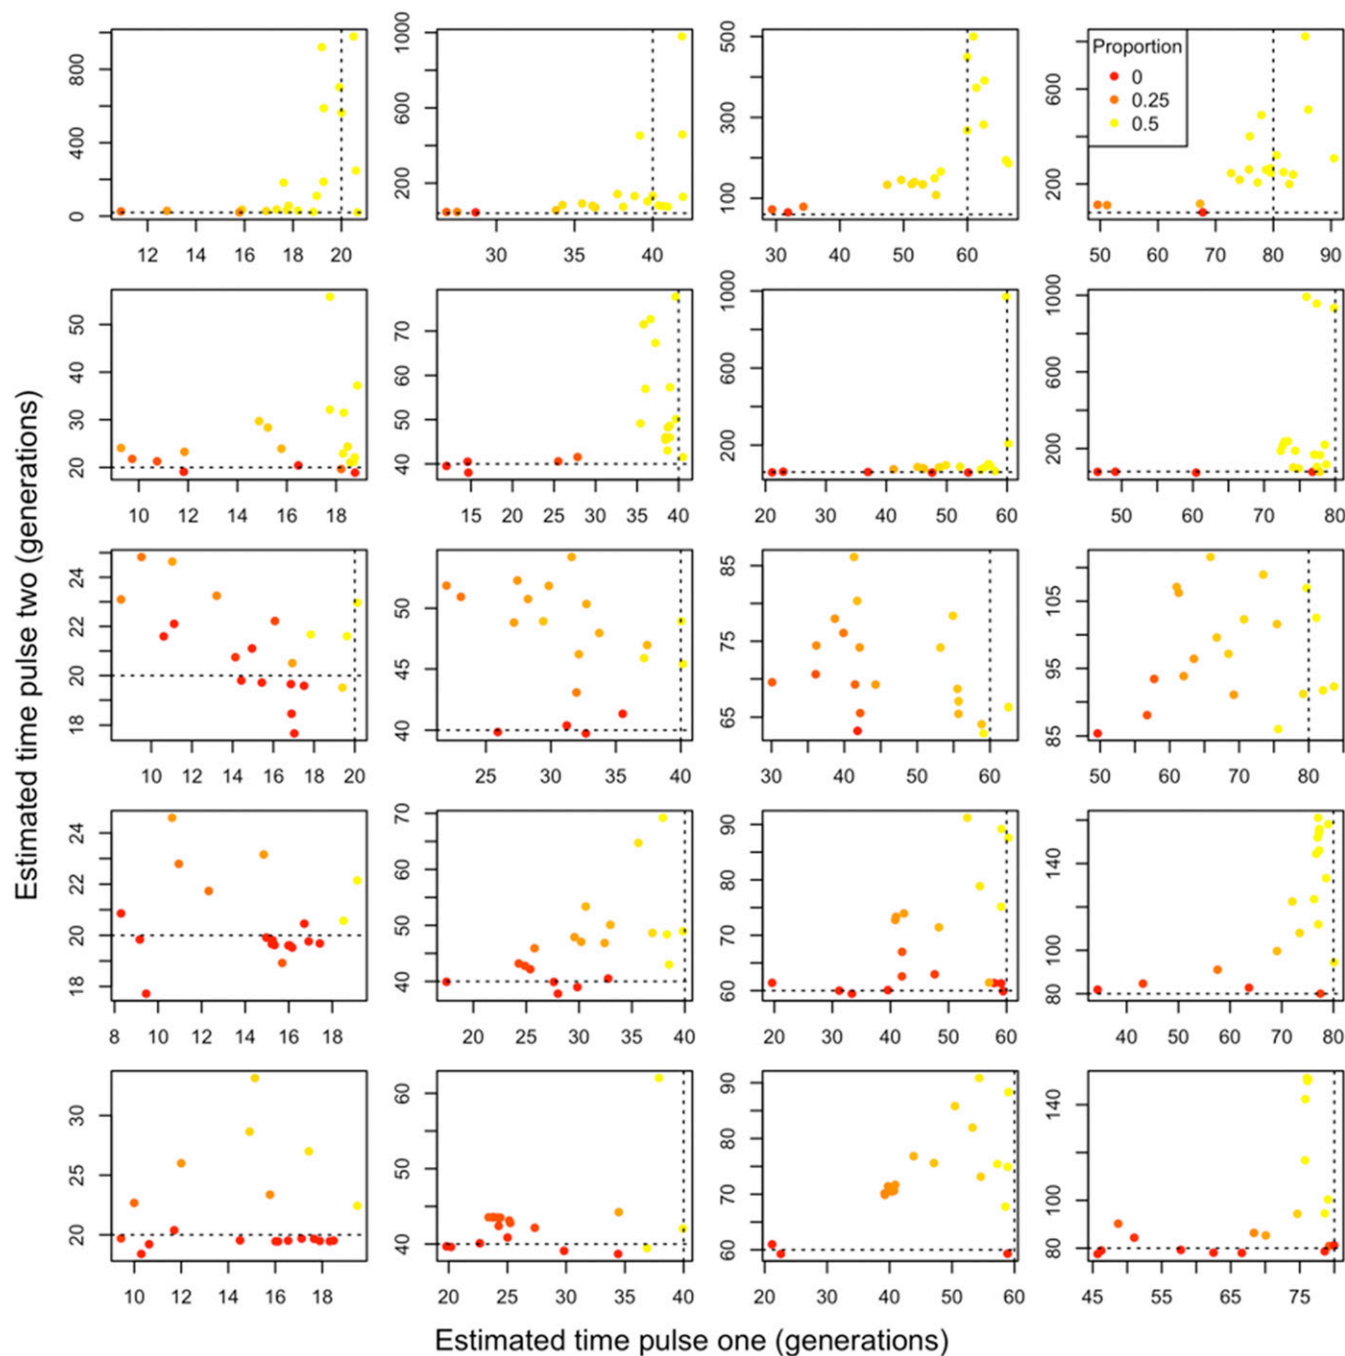 Estimated time pulse two (generations)
0 400 800
12 14 16 18 20
200 600 1000
30 35 40
100 300 500
30 40 50 60
200 600
Proportion
0
0.25
0.5
50 60 70 80 90
20 30 40 50
10 12 14 16 18
40 50 60 70
15 20 25 30 35 40
200 600 1000
20 30 40 50 60
200 600 1000
50 60 70 80
18 20 22 24
10 12 14 16 18 20
40 45 50
25 30 35 40
65 75 85
30 40 50 60
85 95 105
50 60 70 80
18 20 22 24
8 10 12 14 16 18
40 50 60 70
20 25 30 35 40
60 70 80 90
20 30 40 50 60
80 100 140
40 50 60 70 80
20 25 30
10 12 14 16 18
40 50 60
20 25 30 35 40
60 70 80 90
20 30 40 50 60
80 100 140
45 55 65 75
Estimated time pulse one (generations)